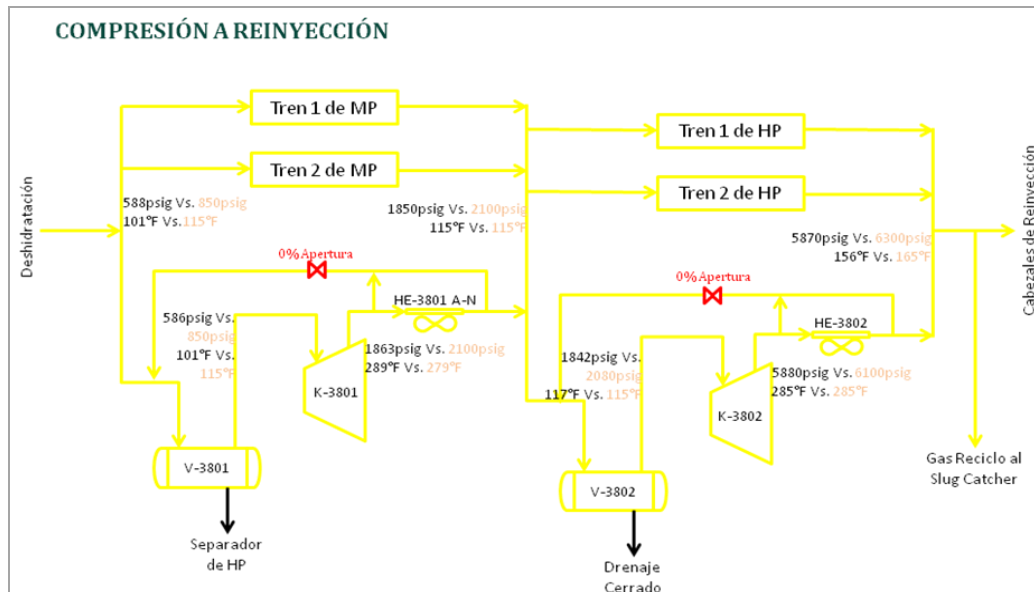 COMPRESIÓN A REINYECCIÓN
Deshidratación
Tren 1 de MP
Tren 2 de MP
588psig Vs. 850psig
101°F Vs.115°F
1850psig Vs. 2100psig
115°F Vs. 115°F
Tren 1 de HP
Tren 2 de HP
5870psig Vs. 6300psig
156°F Vs. 165°F
Cabezales de Reinyección
0% Apertura
HE-3801 A-N
586psig Vs.
850psig
101°F Vs.
115°F
1863psig Vs. 2100psig
289°F Vs. 279°F
K-3801
V-3801
Separador
de HP
0% Apertura
HE-3802
1842psig Vs.
2080psig
117°F Vs. 115°F
5880psig Vs. 6100psig
285°F Vs. 285°F
K-3802
V-3802
Drenaje
Cerrado
Gas Reciclo al
Slug Catcher